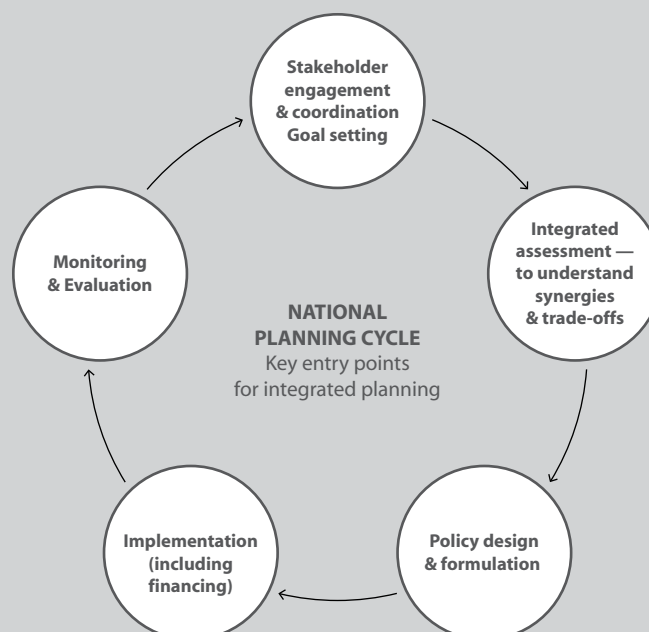 Stakeholder
engagement
& coordination
Goal setting
Integrated
assessment —
to understand
synergies
& trade-offs
Monitoring
& Evaluation
NATIONAL
PLANNING CYCLE
Key entry points
for integrated planning
Implementation
(including
financing)
Policy design
& formulation